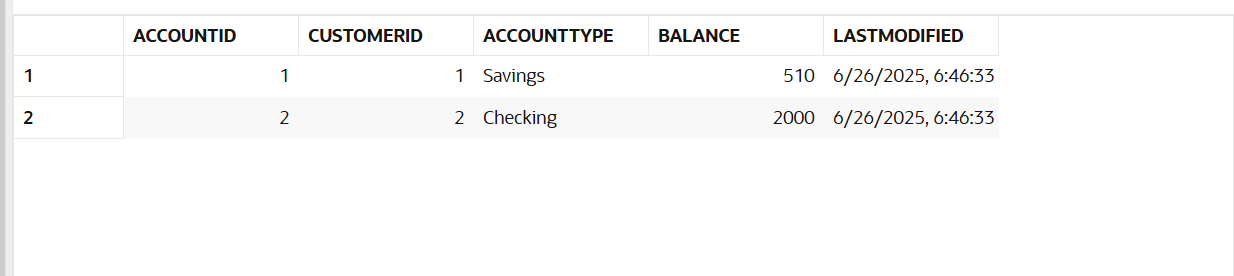 ACCOUNTID CUSTOMERID ACCOUNTTYPE BALANCE LASTMODIFIED
1 1 1 Savings 510 6/26/2025, 6:46:33
2 2 2 Checking 2000 6/26/2025, 6:46:33